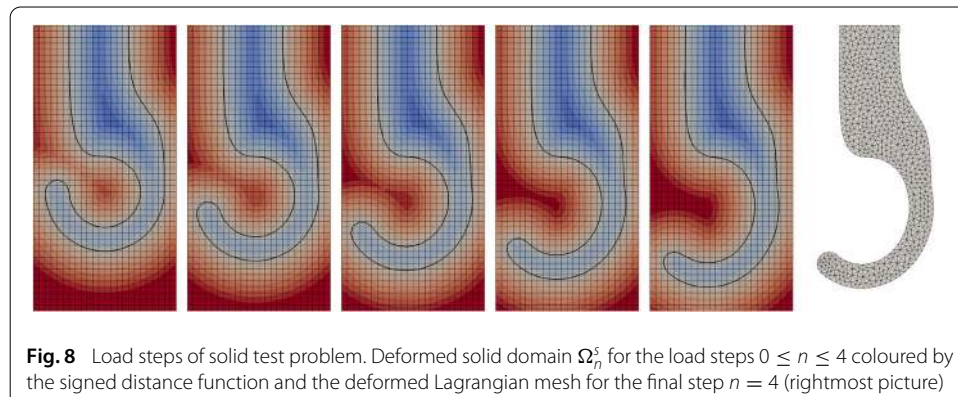 Fig. 8 Load steps of solid test problem. Deformed solid domain Ωₙˢ for the load steps 0 ≤ n ≤ 4 coloured by
the signed distance function and the deformed Lagrangian mesh for the final step n = 4 (rightmost picture)